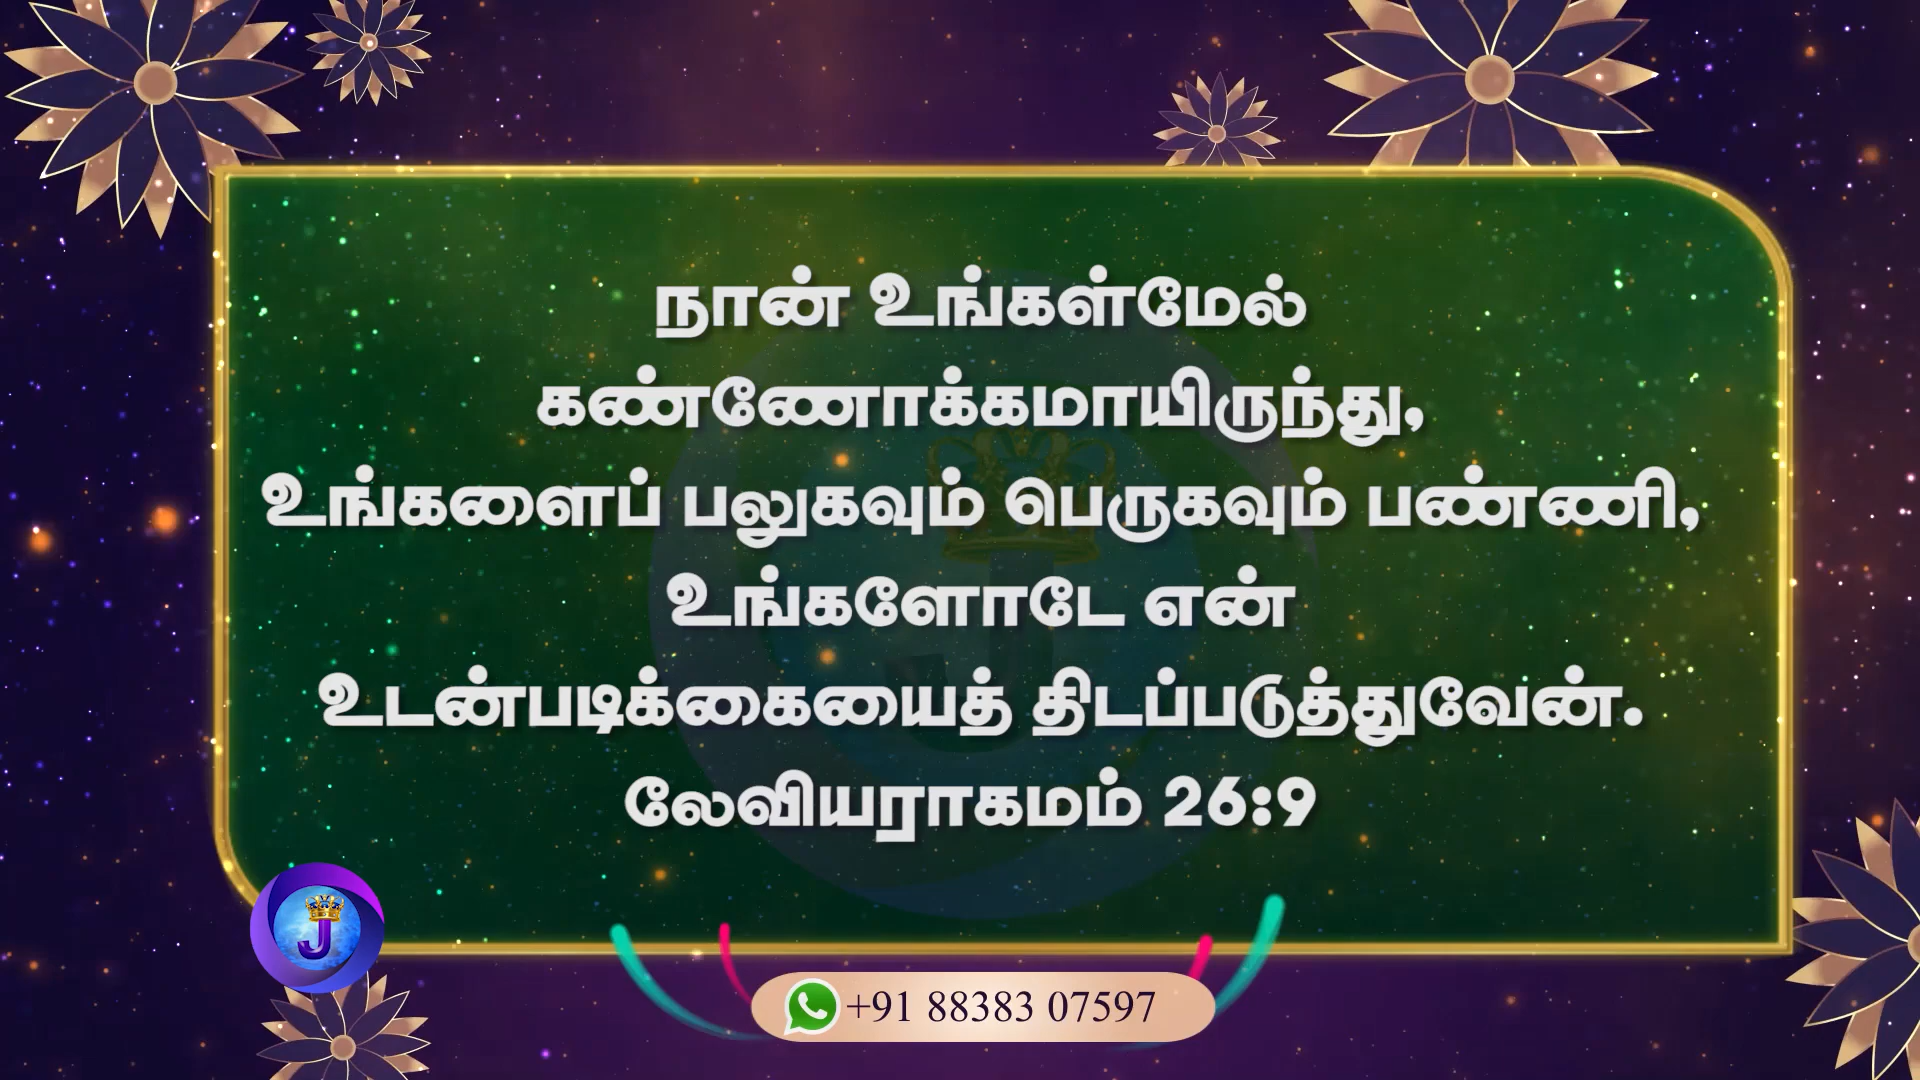 நான் உங்கள்மேல்
கண்ணோக்கமாயிருந்து,
உங்களைப் பலுகவும் பெருகவும் பண்ணி,
உங்களோடே என்
உடன்படிக்கையைத் திடப்படுத்துவேன்.
லேவியராகமம் 26:9
J
+91 88383 07597